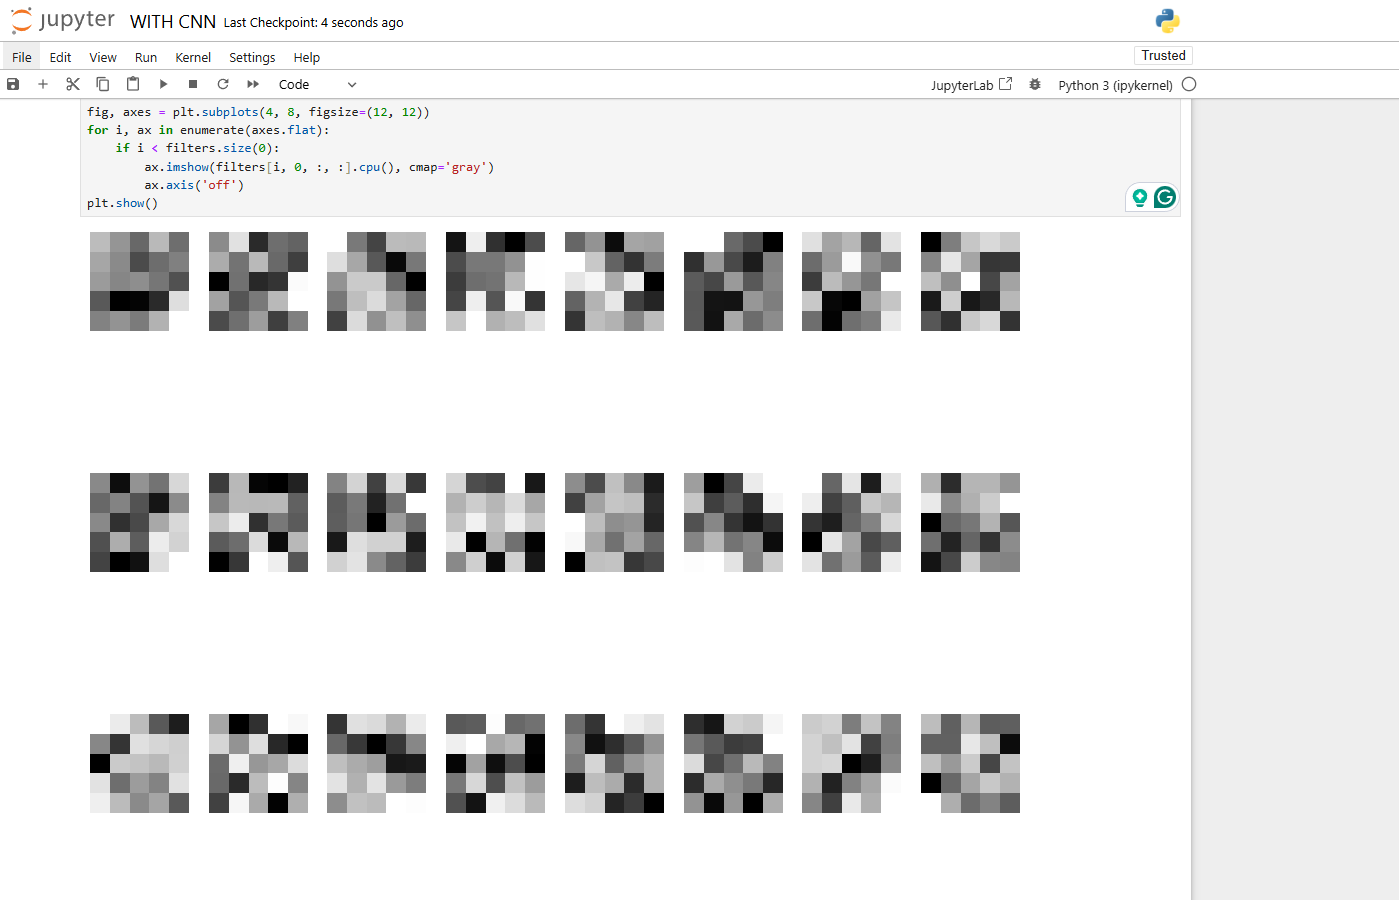 jupyter WITH CNN Last Checkpoint: 4 seconds ago
File Edit View Run Kernel Settings Help Trusted
Code JupyterLab Python 3 (ipykernel)
fig, axes = plt.subplots(4, 8, figsize=(12, 12))
for i, ax in enumerate(axes.flat):
    if i < filters.size(0):
        ax.imshow(filters[i, 0, :, :].cpu(), cmap='gray')
        ax.axis('off')
plt.show()